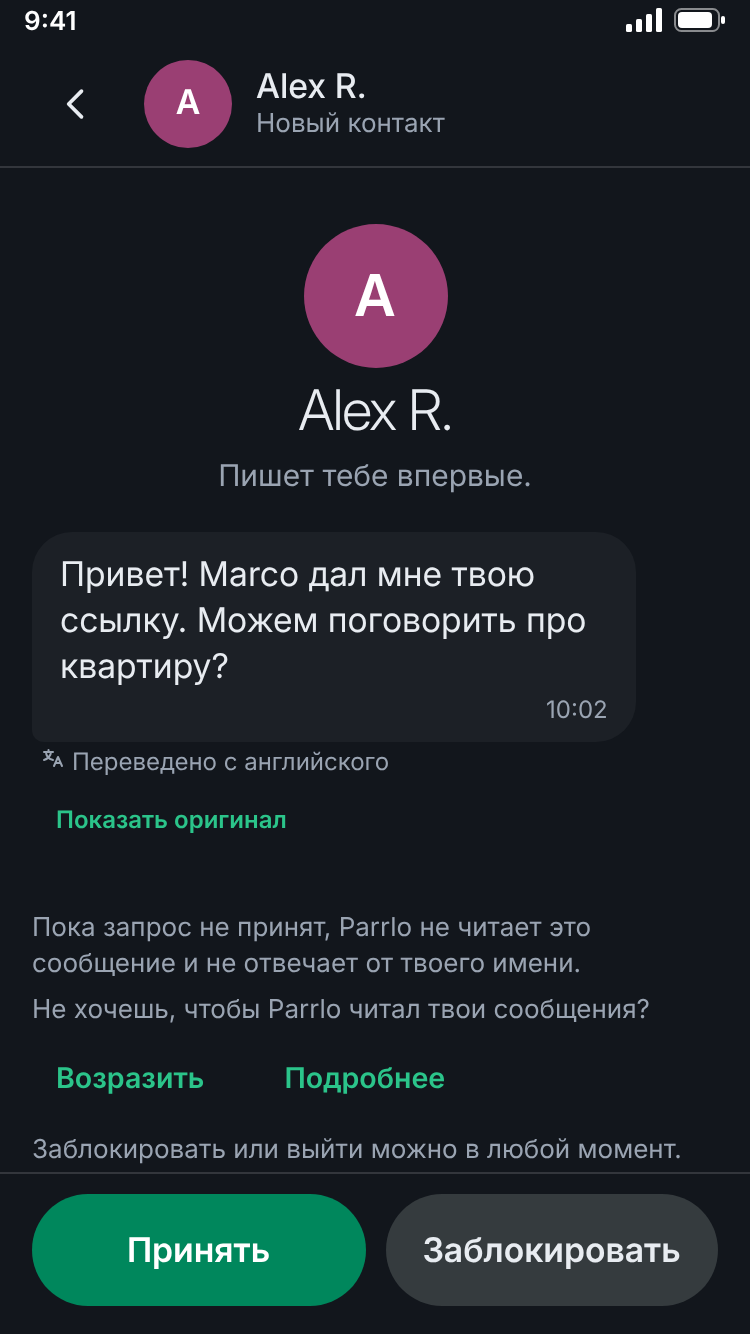 9:41
A
Alex R.
Новый контакт
A
Alex R.
Пишет тебе впервые.
Привет! Marco дал мне твою
ссылку. Можем поговорить про
квартиру?
10:02
Переведено с английского
Показать оригинал
Пока запрос не принят, Parrlo не читает это
сообщение и не отвечает от твоего имени.
Не хочешь, чтобы Parrlo читал твои сообщения?
Возразить Подробнее
Заблокировать или выйти можно в любой момент.
Принять Заблокировать